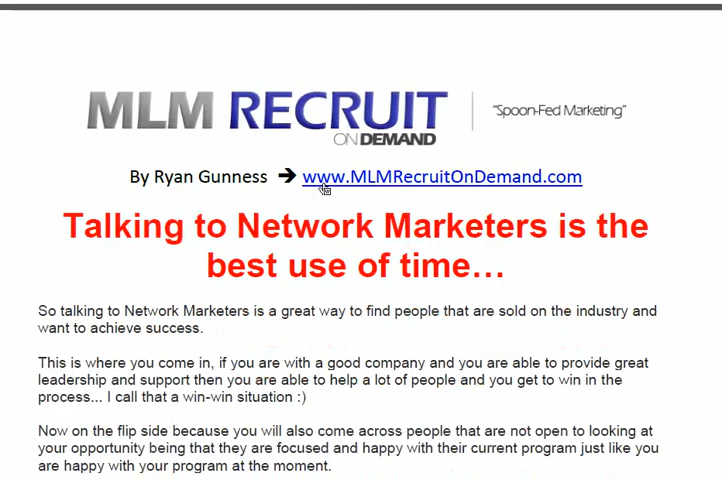 MLM RECRUIT ON DEMAND "Spoon-Fed Marketing"
By Ryan Gunness ➔ www.MLMRecruitOnDemand.com
Talking to Network Marketers is the
best use of time...
So talking to Network Marketers is a great way to find people that are sold on the industry and
want to achieve success.
This is where you come in, if you are with a good company and you are able to provide great
leadership and support then you are able to help a lot of people and you get to win in the
process... I call that a win-win situation :)
Now on the flip side because you will also come across people that are not open to looking at
your opportunity being that they are focused and happy with their current program just like you
are happy with your program at the moment.